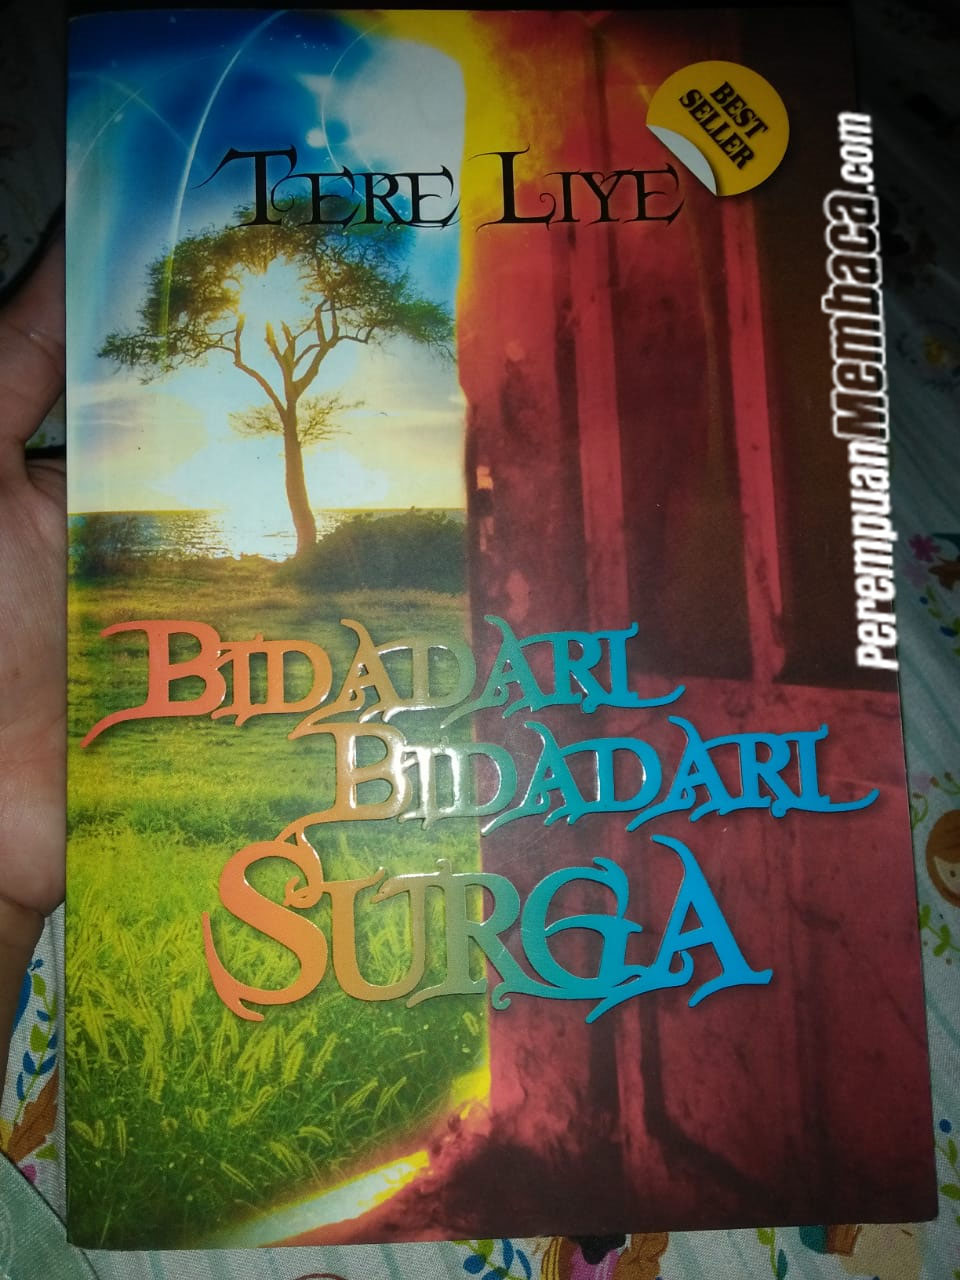 BEST
SELLER
TERE LIYE
BIDADARI
BIDADARI
SURGA
PerempuanMembaca.com